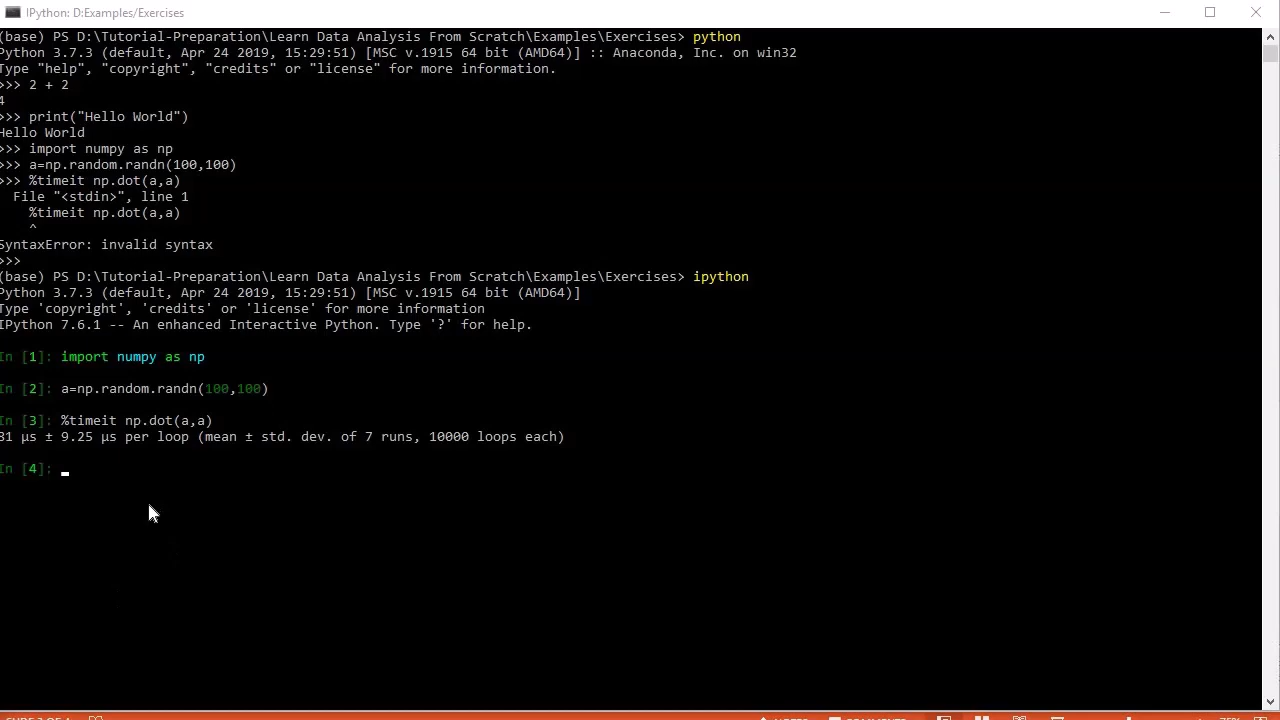 IPython: D:Examples/Exercises
(base) PS D:\Tutorial-Preparation\Learn Data Analysis From Scratch\Examples\Exercises> python
Python 3.7.3 (default, Apr 24 2019, 15:29:51) [MSC v.1915 64 bit (AMD64)] :: Anaconda, Inc. on win32
Type "help", "copyright", "credits" or "license" for more information.
>>> 2 + 2
4
>>> print("Hello World")
Hello World
>>> import numpy as np
>>> a=np.random.randn(100,100)
>>> %timeit np.dot(a,a)
File "<stdin>", line 1
%timeit np.dot(a,a)
^
SyntaxError: invalid syntax
>>>
(base) PS D:\Tutorial-Preparation\Learn Data Analysis From Scratch\Examples\Exercises> ipython
Python 3.7.3 (default, Apr 24 2019, 15:29:51) [MSC v.1915 64 bit (AMD64)]
Type 'copyright', 'credits' or 'license' for more information
IPython 7.6.1 -- An enhanced Interactive Python. Type '?' for help.
In [1]: import numpy as np
In [2]: a=np.random.randn(100,100)
In [3]: %timeit np.dot(a,a)
81 µs ± 9.25 µs per loop (mean ± std. dev. of 7 runs, 10000 loops each)
In [4]: